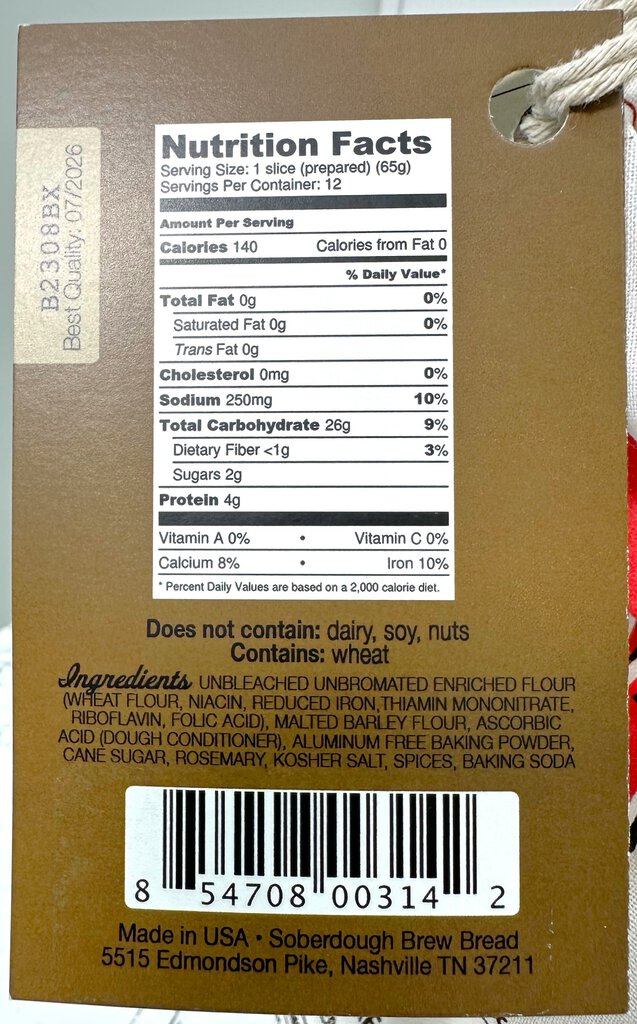 B2308BX
Best Quality: 07/2026
Nutrition Facts
Serving Size: 1 slice (prepared) (65g)
Servings Per Container: 12
Amount Per Serving
Calories 140 Calories from Fat 0
% Daily Value*
Total Fat 0g 0%
Saturated Fat 0g 0%
Trans Fat 0g
Cholesterol 0mg 0%
Sodium 250mg 10%
Total Carbohydrate 26g 9%
Dietary Fiber <1g 3%
Sugars 2g
Protein 4g
Vitamin A 0% • Vitamin C 0%
Calcium 8% • Iron 10%
* Percent Daily Values are based on a 2,000 calorie diet.
Does not contain: dairy, soy, nuts
Contains: wheat
Ingredients UNBLEACHED UNBROMATED ENRICHED FLOUR
(WHEAT FLOUR, NIACIN, REDUCED IRON,THIAMIN MONONITRATE,
RIBOFLAVIN, FOLIC ACID), MALTED BARLEY FLOUR, ASCORBIC
ACID (DOUGH CONDITIONER), ALUMINUM FREE BAKING POWDER,
CANE SUGAR, ROSEMARY, KOSHER SALT, SPICES, BAKING SODA
8 54708 00314 2
Made in USA • Soberdough Brew Bread
5515 Edmondson Pike, Nashville TN 37211